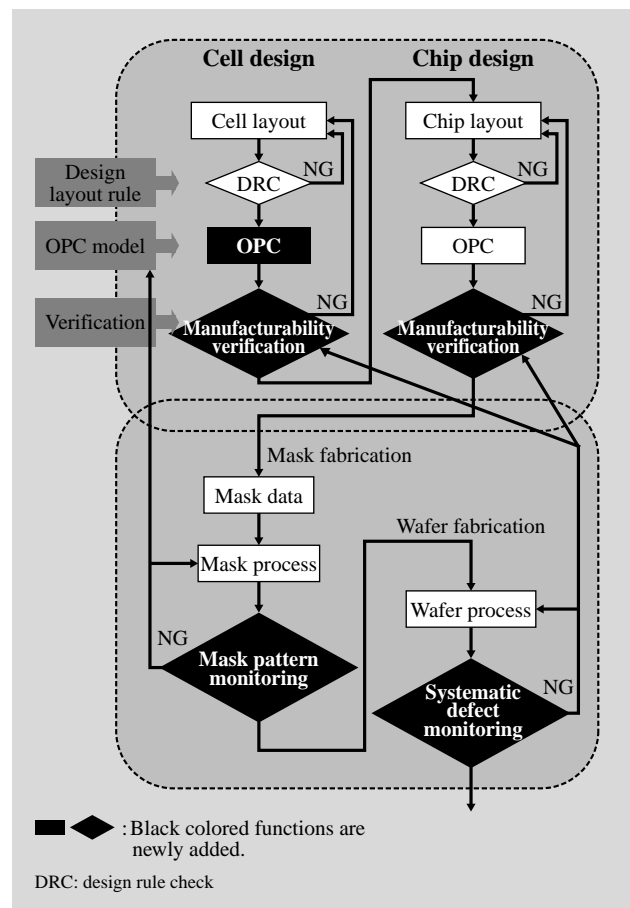 Cell design
Chip design
Cell layout
Chip layout
NG
NG
Design
layout rule
DRC
DRC
OPC model
OPC
OPC
NG
NG
Verification
Manufacturability
verification
Manufacturability
verification
Mask fabrication
Mask data
Wafer fabrication
Mask process
Wafer process
NG
Mask pattern
monitoring
Systematic
defect
monitoring
NG
: Black colored functions are
newly added.
DRC: design rule check